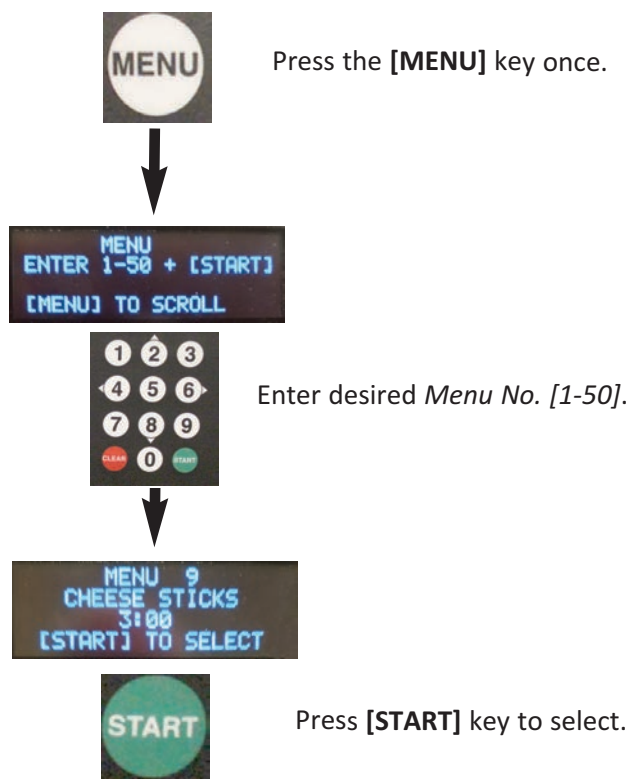 MENU
Press the [MENU] key once.
MENU
ENTER 1-50 + [START]
[MENU] TO SCROLL
1 2 3
4 5 6
7 8 9
CLEAR 0 START
Enter desired Menu No. [1-50].
MENU 9
CHEESE STICKS
3:00
[START] TO SELECT
START
Press [START] key to select.